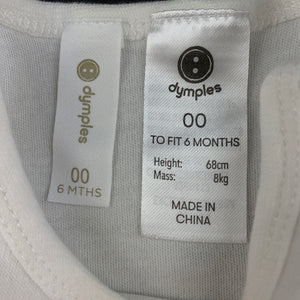 dymples
00
6 MTHS
dymples
00
TO FIT 6 MONTHS
Height: 68cm
Mass: 8kg
MADE IN
CHINA